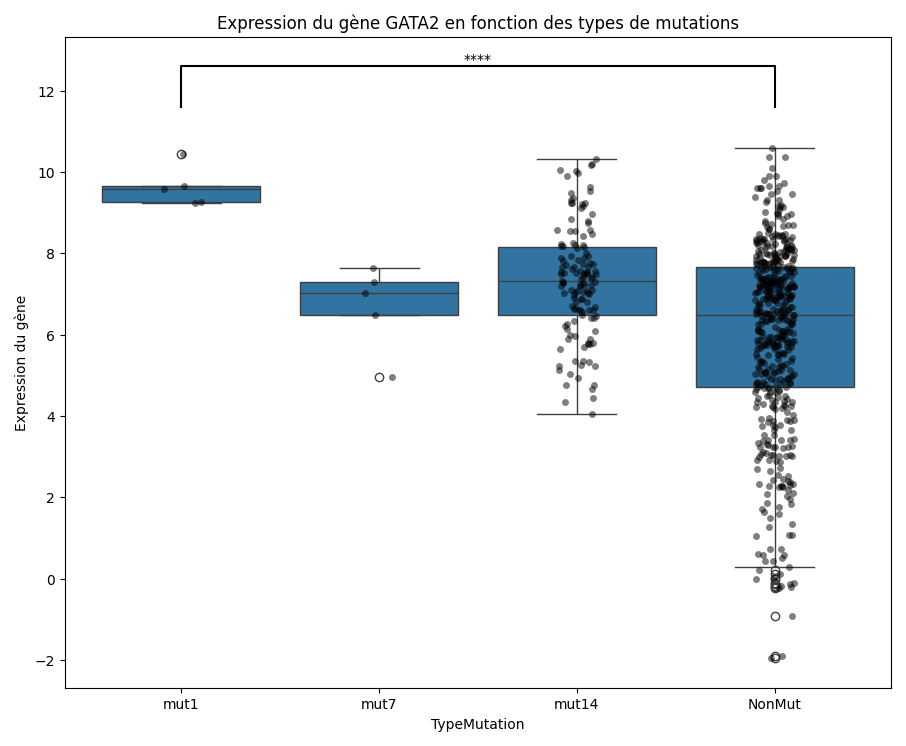 Expression du gène GATA2 en fonction des types de mutations
****
12
10
8
6
4
2
0
−2
Expression du gène
mut1
mut7
mut14
NonMut
TypeMutation